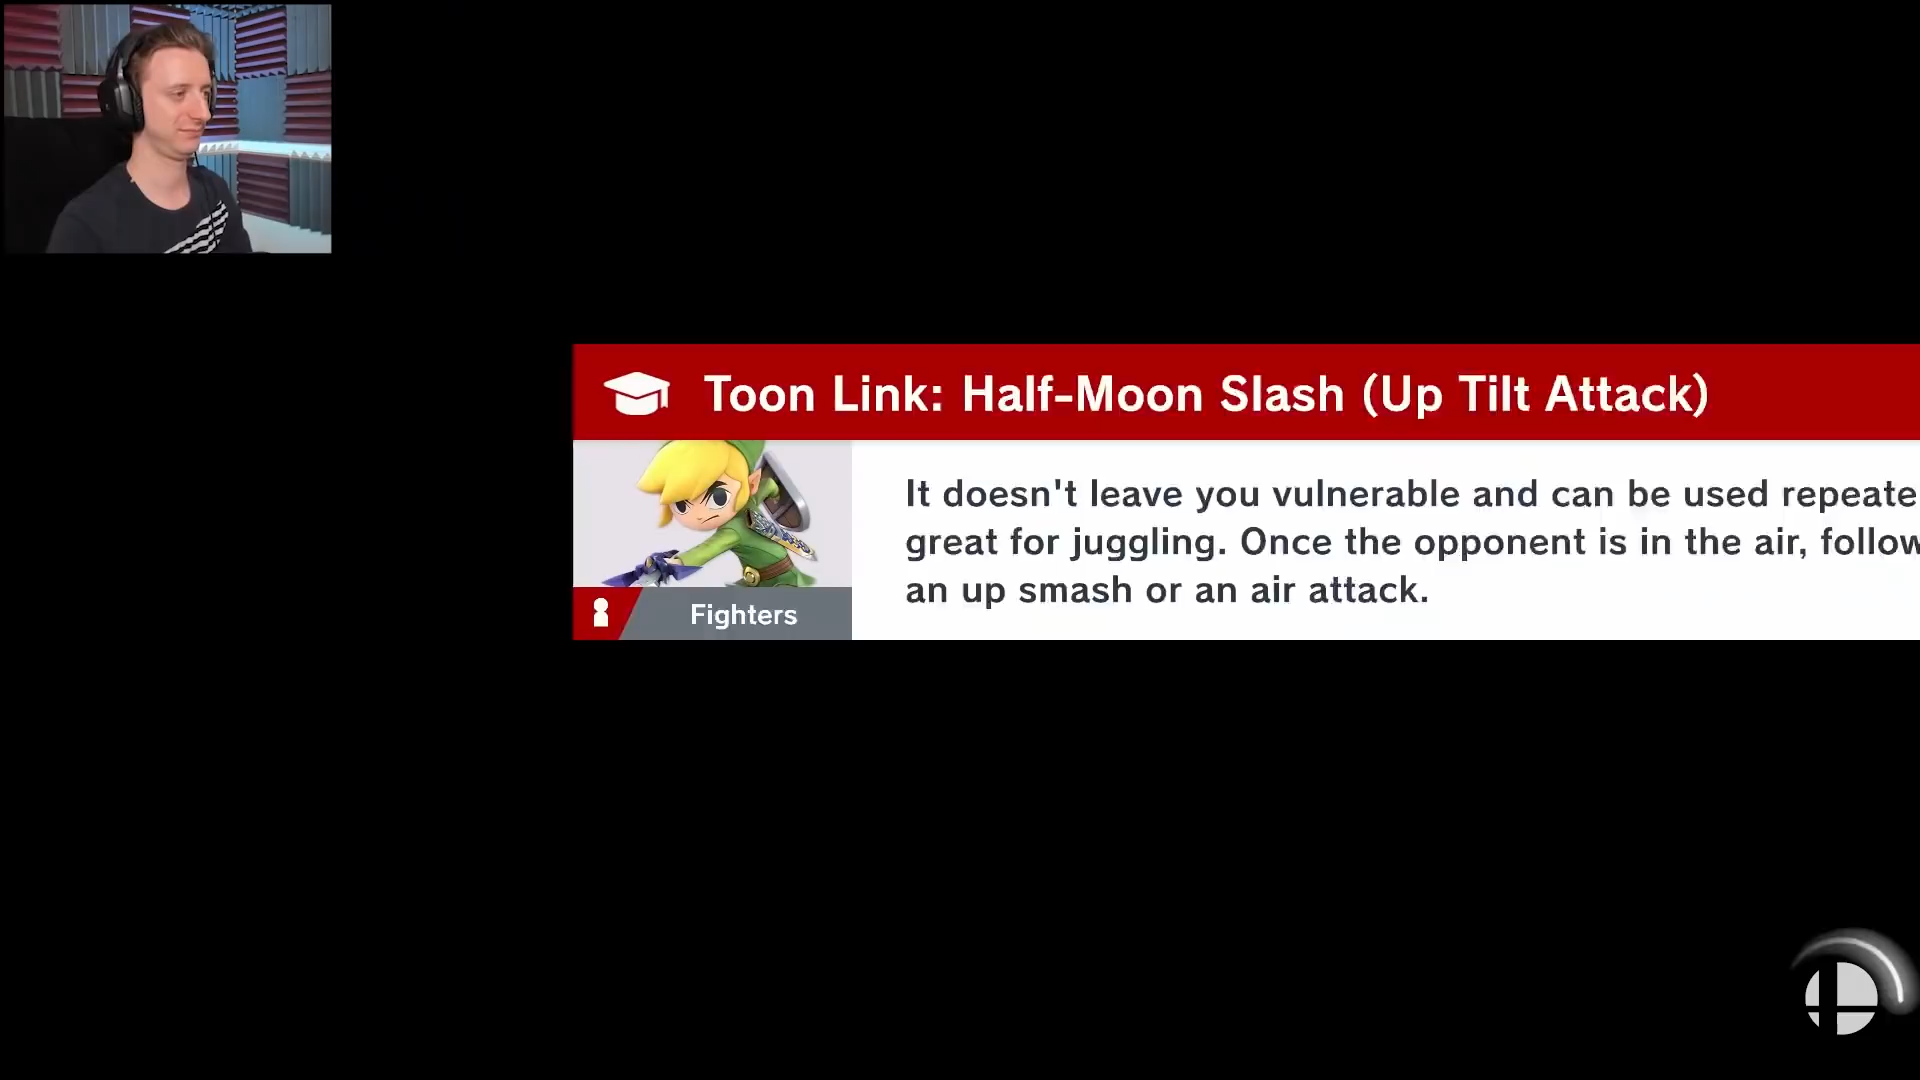 Toon Link: Half-Moon Slash (Up Tilt Attack)
It doesn't leave you vulnerable and can be used
great for juggling. Once the opponent is in the air,
an up smash or an air attack.
Fighters